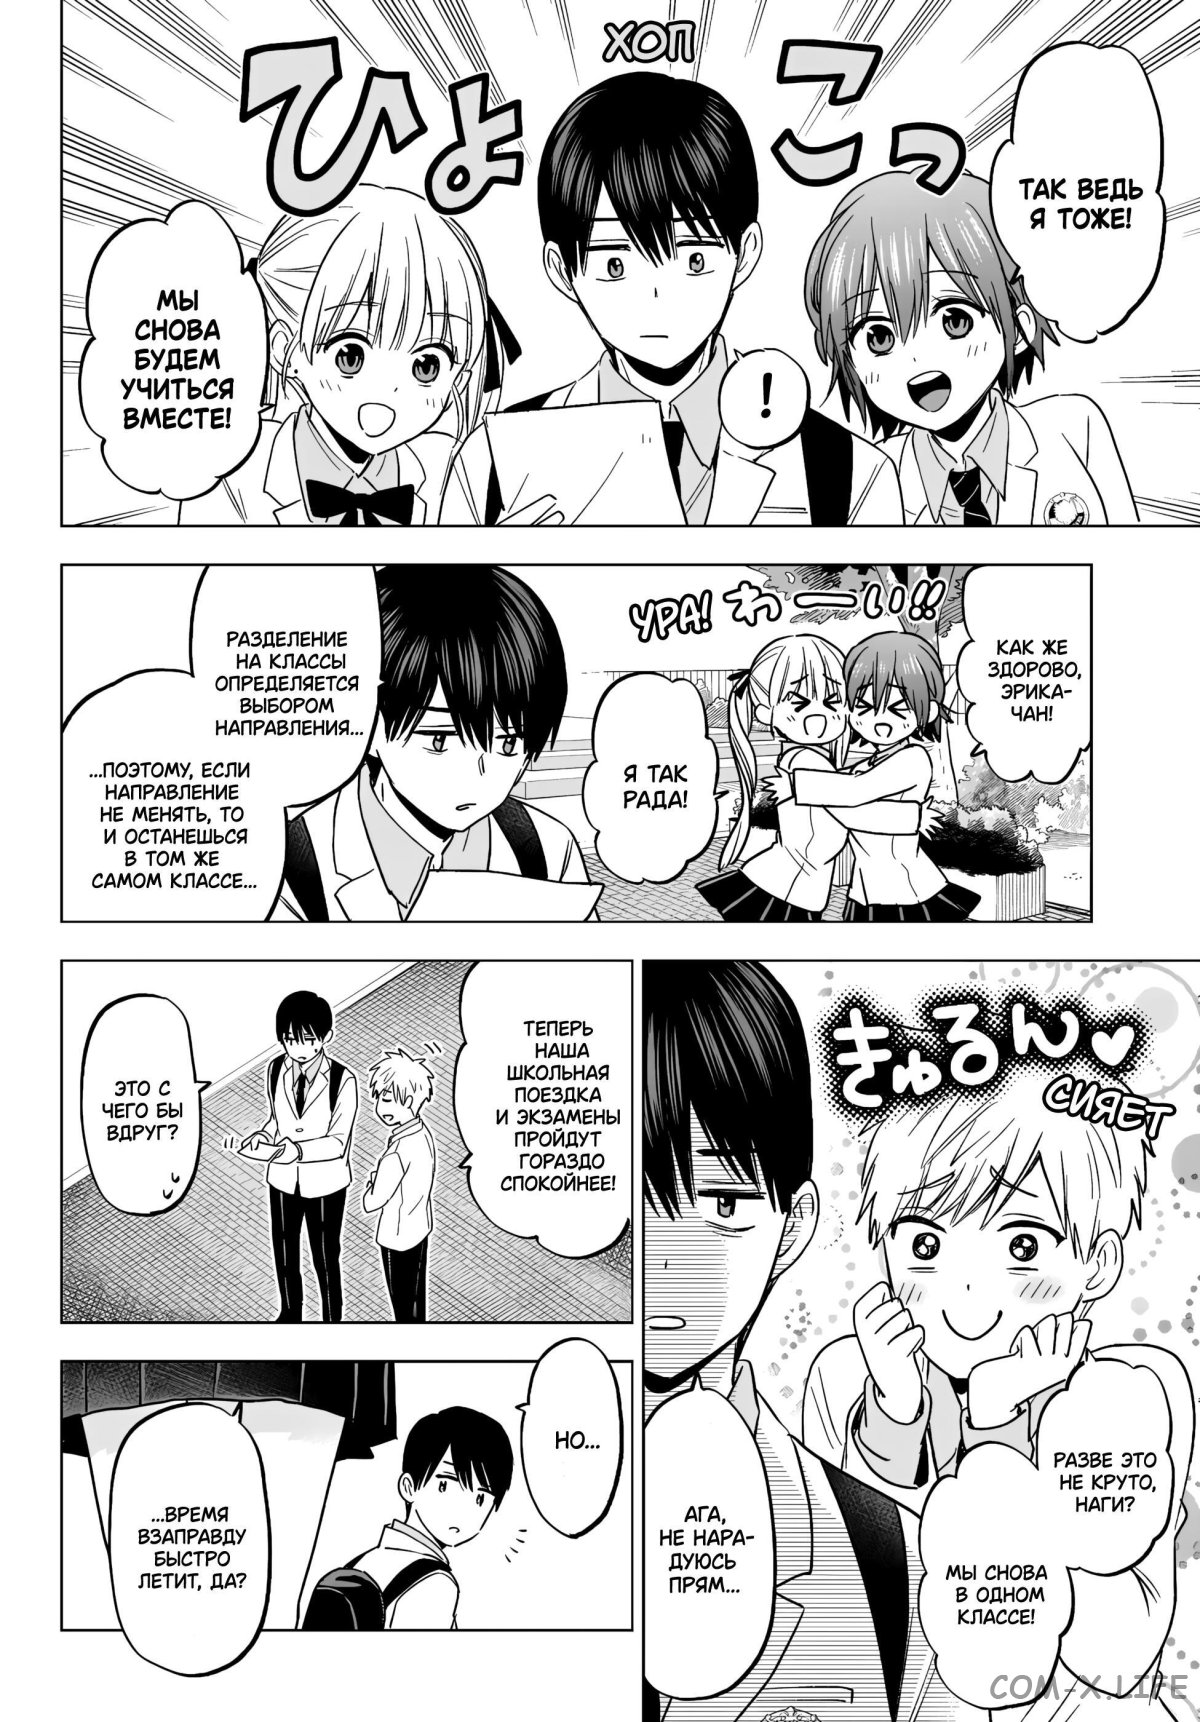 ХОП
ひょこっ
ТАК ВЕДЬ
Я ТОЖЕ!
!
МЫ
СНОВА
БУДЕМ
УЧИТЬСЯ
ВМЕСТЕ!
КАК ЖЕ
ЗДОРОВО,
ЭРИКА-
ЧАН!
УРА!
わーい!!
Я ТАК
РАДА!
РАЗДЕЛЕНИЕ
НА КЛАССЫ
ОПРЕДЕЛЯЕТСЯ
ВЫБОРОМ
НАПРАВЛЕНИЯ...
...ПОЭТОМУ, ЕСЛИ
НАПРАВЛЕНИЕ
НЕ МЕНЯТЬ, ТО
И ОСТАНЕШЬСЯ
В ТОМ ЖЕ
САМОМ КЛАССЕ...
きゅるん♥
СИЯЕТ
РАЗВЕ ЭТО
НЕ КРУТО,
НАГИ?
МЫ СНОВА
В ОДНОМ
КЛАССЕ!
АГА,
НЕ НАРА-
ДУЮСЬ
ПРЯМ...
ТЕПЕРЬ
НАША
ШКОЛЬНАЯ
ПОЕЗДКА
И ЭКЗАМЕНЫ
ПРОЙДУТ
ГОРАЗДО
СПОКОЙНЕЕ!
ЭТО С
ЧЕГО БЫ
ВДРУГ?
НО...
...ВРЕМЯ
ВЗАПРАВДУ
БЫСТРО
ЛЕТИТ, ДА?
COM-X.LIFE